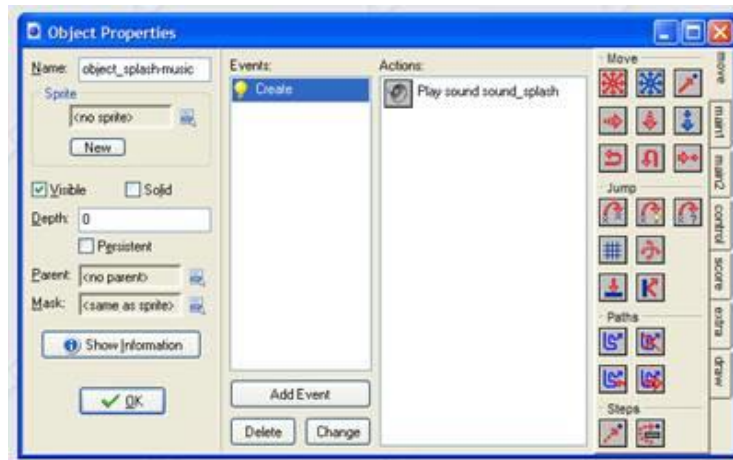 Object Properties
Name: object_splash-music
Sprite
<no sprite>
New
Visible
Solid
Depth: 0
Persistent
Parent: <no parent>
Mask: <same as sprite>
Show Information
OK
Events:
Create
Add Event
Delete
Change
Actions:
Play sound sound_splash
Move
Jump
Paths
Steps
move
main1
main2
control
score
extra
draw